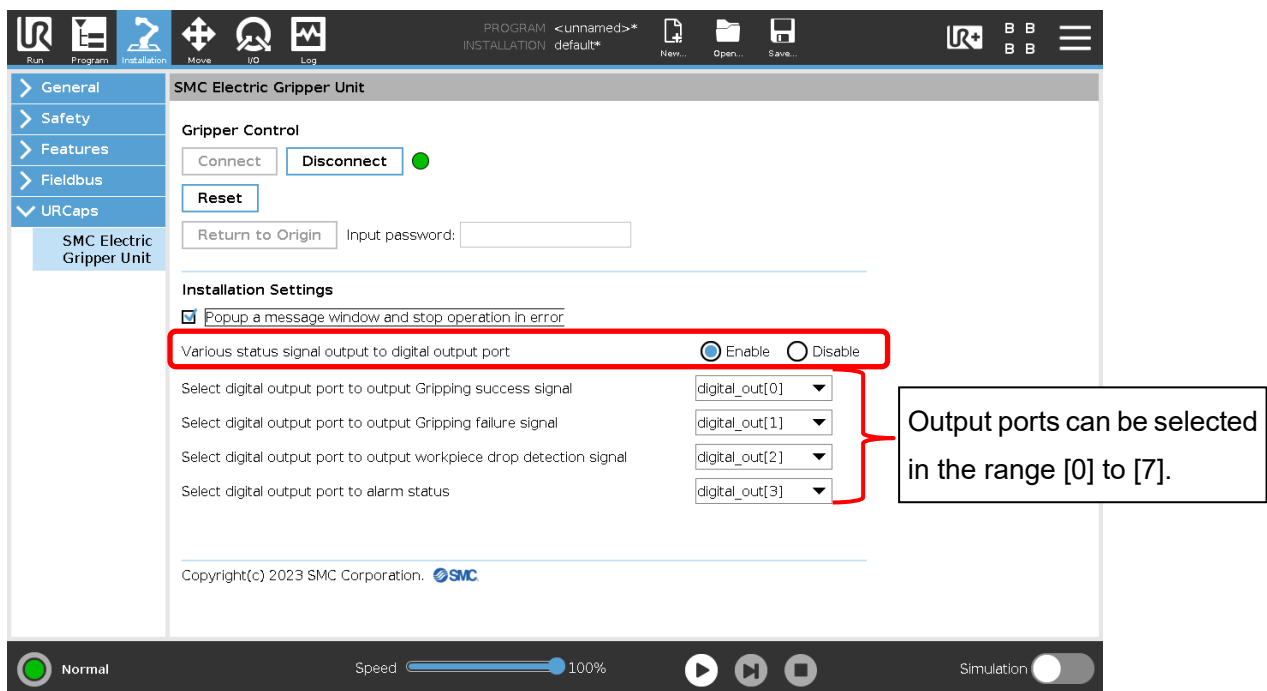 PROGRAM <unnamed>*
INSTALLATION default*
UR
UR+
B B
B B
Run Program Installation Move I/O Log New... Open... Save...
General
Safety
Features
Fieldbus
URCaps
SMC Electric
Gripper Unit
SMC Electric Gripper Unit
Gripper Control
Connect Disconnect
Reset
Return to Origin Input password:
Installation Settings
Popup a message window and stop operation in error
Various status signal output to digital output port Enable Disable
Select digital output port to output Gripping success signal digital_out[0]
Select digital output port to output Gripping failure signal digital_out[1]
Select digital output port to output workpiece drop detection signal digital_out[2]
Select digital output port to alarm status digital_out[3]
Output ports can be selected
in the range [0] to [7].
Copyright(c) 2023 SMC Corporation. SMC
Normal Speed 100% Simulation